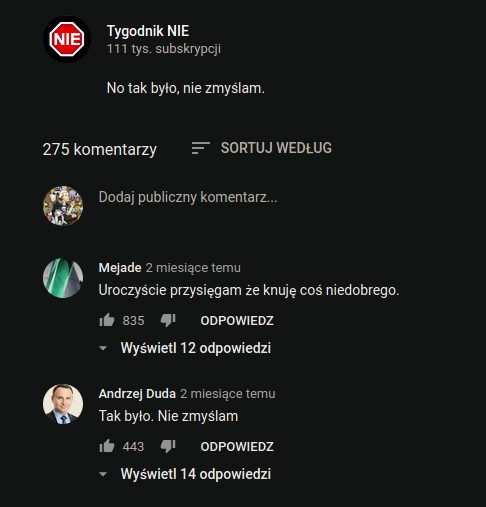 NIE
Tygodnik NIE
111 tys. subskrypcji
No tak było, nie zmyślam.
275 komentarzy
SORTUJ WEDŁUG
Dodaj publiczny komentarz...
Mejade 2 miesiące temu
Uroczyście przysięgam że knuję coś niedobrego.
835
ODPOWIEDZ
Wyświetl 12 odpowiedzi
Andrzej Duda 2 miesiące temu
Tak było. Nie zmyślam
443
ODPOWIEDZ
Wyświetl 14 odpowiedzi